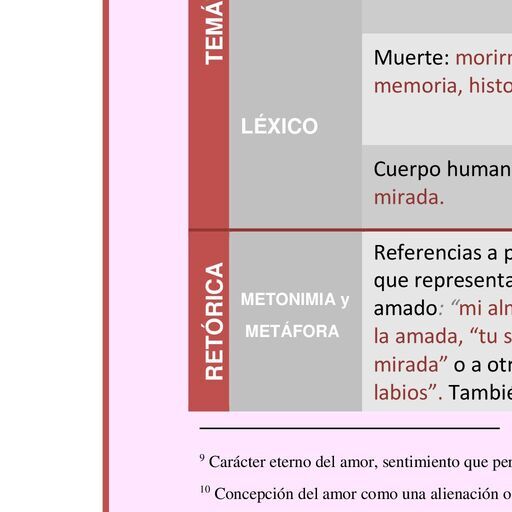 TEMÁ
Muerte: morir
memoria, histo
LÉXICO
Cuerpo human
mirada.
RETÓRICA
METONIMIA y
METÁFORA
Referencias a p
que representa
amado: “mi alm
la amada, “tu s
mirada” o a otr
labios”. Tambié
9 Carácter eterno del amor, sentimiento que per
10 Concepción del amor como una alienación o